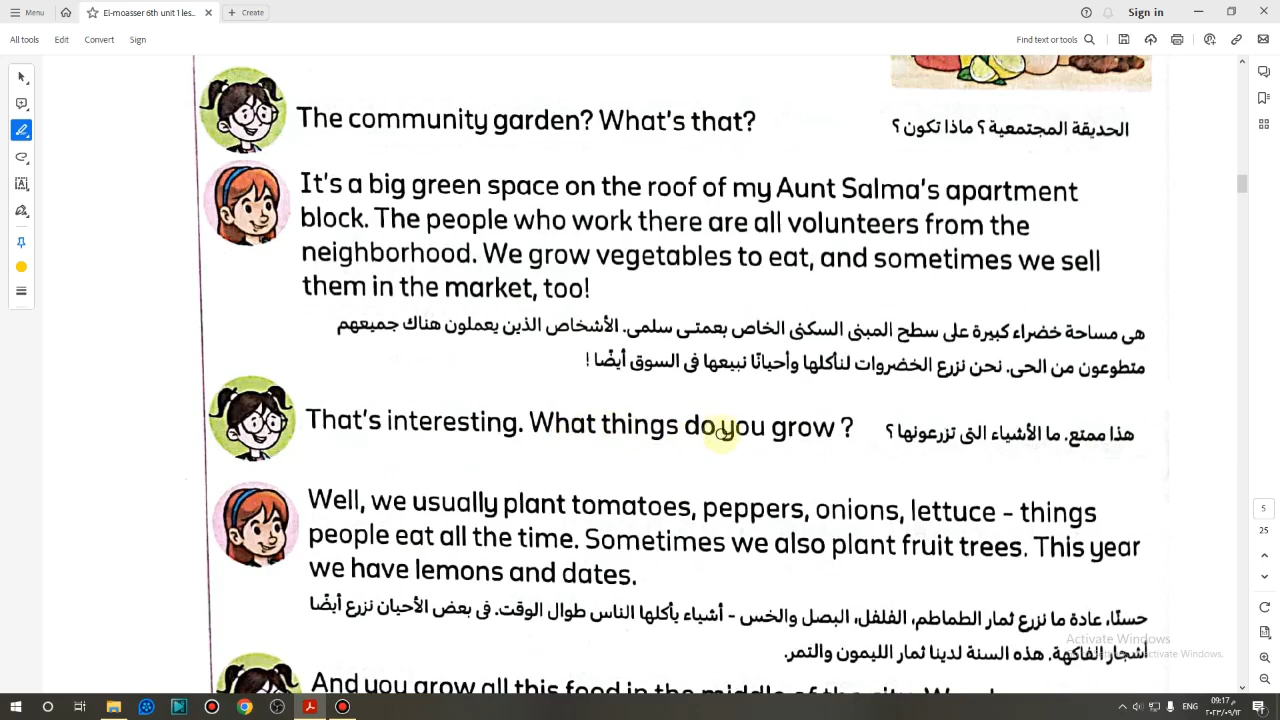 Menu
El-moasser 6th unit 1 les...
Create
Sign in
All tools
Edit
Convert
Sign
Find text or tools
The community garden? What's that?
الحديقة المجتمعية؟ ماذا تكون؟
It's a big green space on the roof of my Aunt Salma's apartment
block. The people who work there are all volunteers from the
neighborhood. We grow vegetables to eat, and sometimes we sell
them in the market, too!
هى مساحة خضراء كبيرة على سطح المبنى السكنى الخاص بعمتـى سلمى. الأشخاص الذين يعملون هناك جميعهم
متطوعون من الحى. نحن نزرع الخضروات لنأكلها وأحيانًا نبيعها فى السوق أيضًا !
That's interesting. What things do you grow ?
هذا ممتع. ما الأشياء التى تزرعونها ؟
Well, we usually plant tomatoes, peppers, onions, lettuce - things
people eat all the time. Sometimes we also plant fruit trees. This year
we have lemons and dates.
حسنًا، عادة ما نزرع ثمار الطماطم، الفلفل، البصل والخس - أشياء يأكلها الناس طوال الوقت. فى بعض الأحيان نزرع أيضًا
أشجار الفاكهة. هذه السنة لدينا ثمار الليمون والتمر.
And you grow all this food in the middle of the city
5
25
Activate Windows
activate Windows.
ENG
09:17
٢٠٢٣/٠٩/١٢